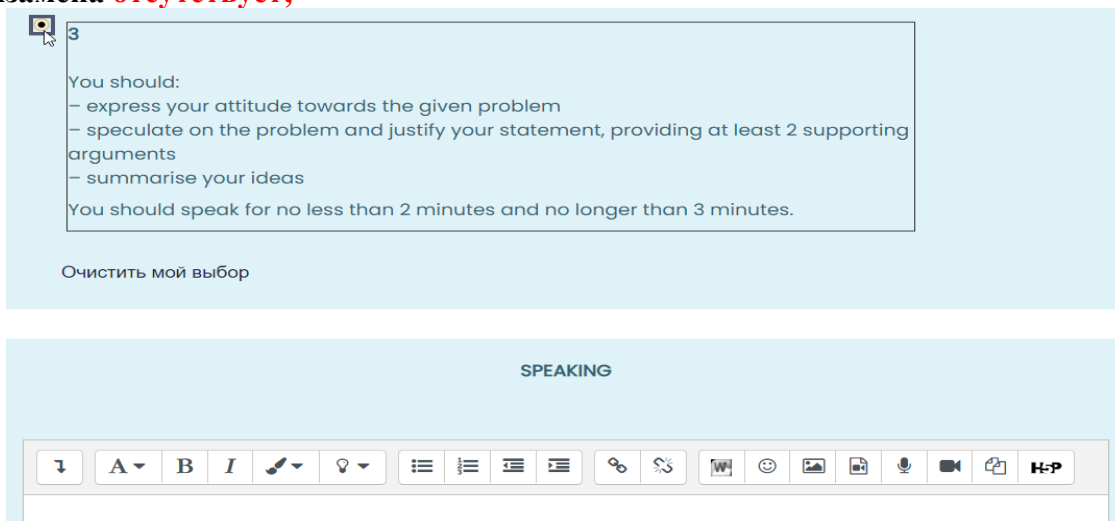 отсутствует,
3
You should:
– express your attitude towards the given problem
– speculate on the problem and justify your statement, providing at least 2 supporting
arguments
– summarise your ideas
You should speak for no less than 2 minutes and no longer than 3 minutes.
Очистить мой выбор
SPEAKING
A B I W H5P